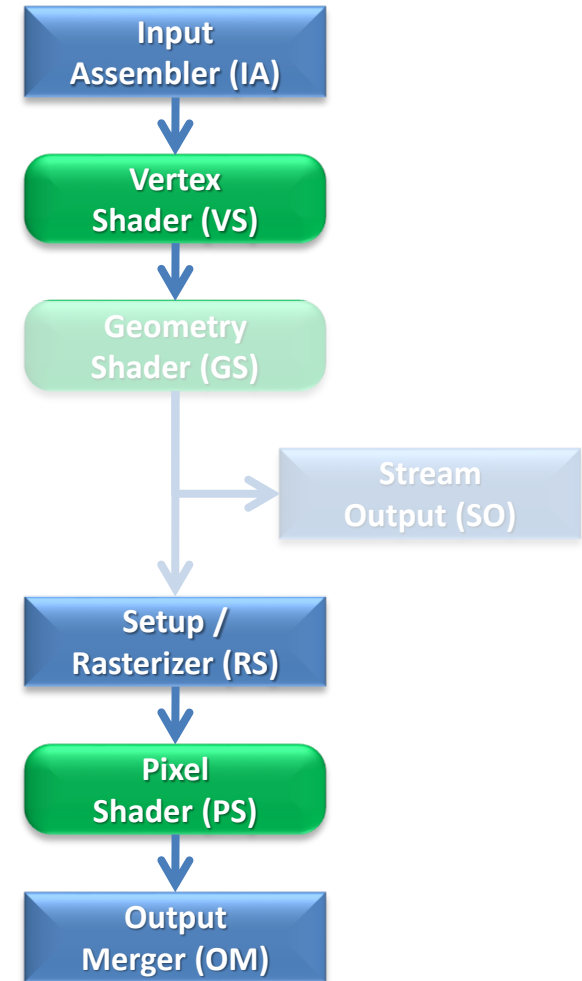 Input
Assembler (IA)
Vertex
Shader (VS)
Geometry
Shader (GS)
Stream
Output (SO)
Setup /
Rasterizer (RS)
Pixel
Shader (PS)
Output
Merger (OM)